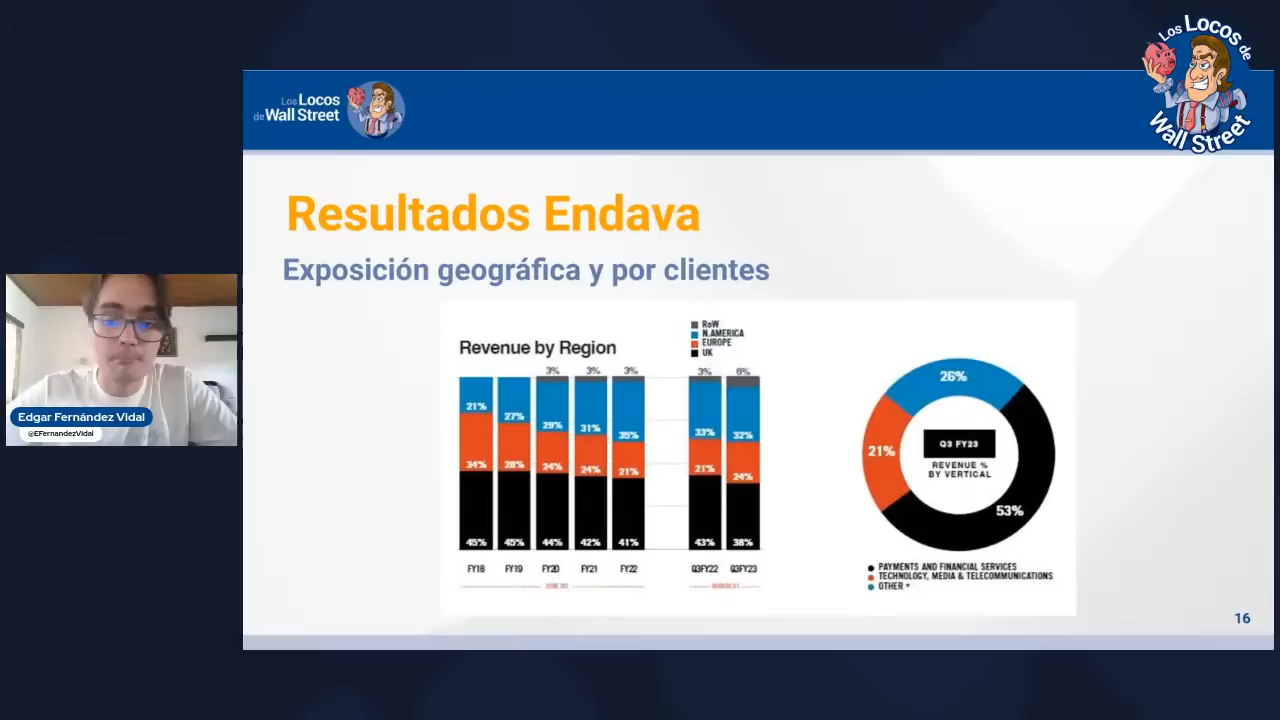 Los Locos de
Wall Street
Los Locos
de Wall Street
Resultados Endava
Exposición geográfica y por clientes
Revenue by Region
RoW
N.AMERICA
EUROPE
UK
3% 3% 3% 3% 6%
21% 27% 29% 31% 35% 33% 32%
34% 28% 24% 24% 21% 21% 24%
45% 45% 44% 42% 41% 43% 38%
FY18 FY19 FY20 FY21 FY22 Q3FY22 Q3FY23
26%
21%
53%
Q3 FY23
REVENUE %
BY VERTICAL
PAYMENTS AND FINANCIAL SERVICES
TECHNOLOGY, MEDIA & TELECOMMUNICATIONS
OTHER *
Edgar Fernández Vidal
@EFernandezVidal
16